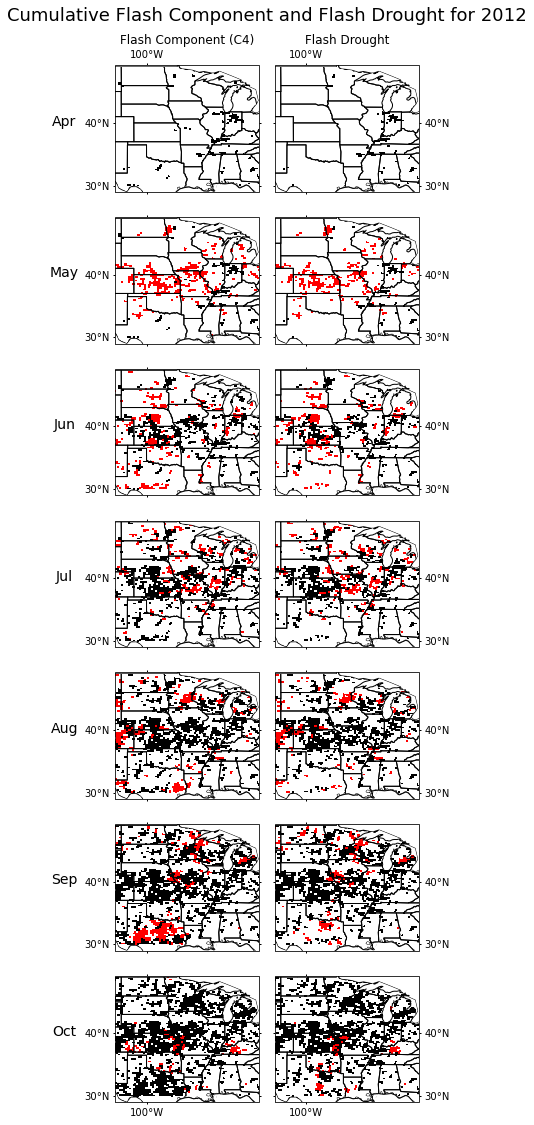 Cumulative Flash Component and Flash Drought for 2012
Flash Component (C4) Flash Drought
100°W 100°W
Apr 40°N 40°N
30°N 30°N
May 40°N 40°N
30°N 30°N
Jun 40°N 40°N
30°N 30°N
Jul 40°N 40°N
30°N 30°N
Aug 40°N 40°N
30°N 30°N
Sep 40°N 40°N
30°N 30°N
Oct 40°N 40°N
30°N 30°N
100°W 100°W